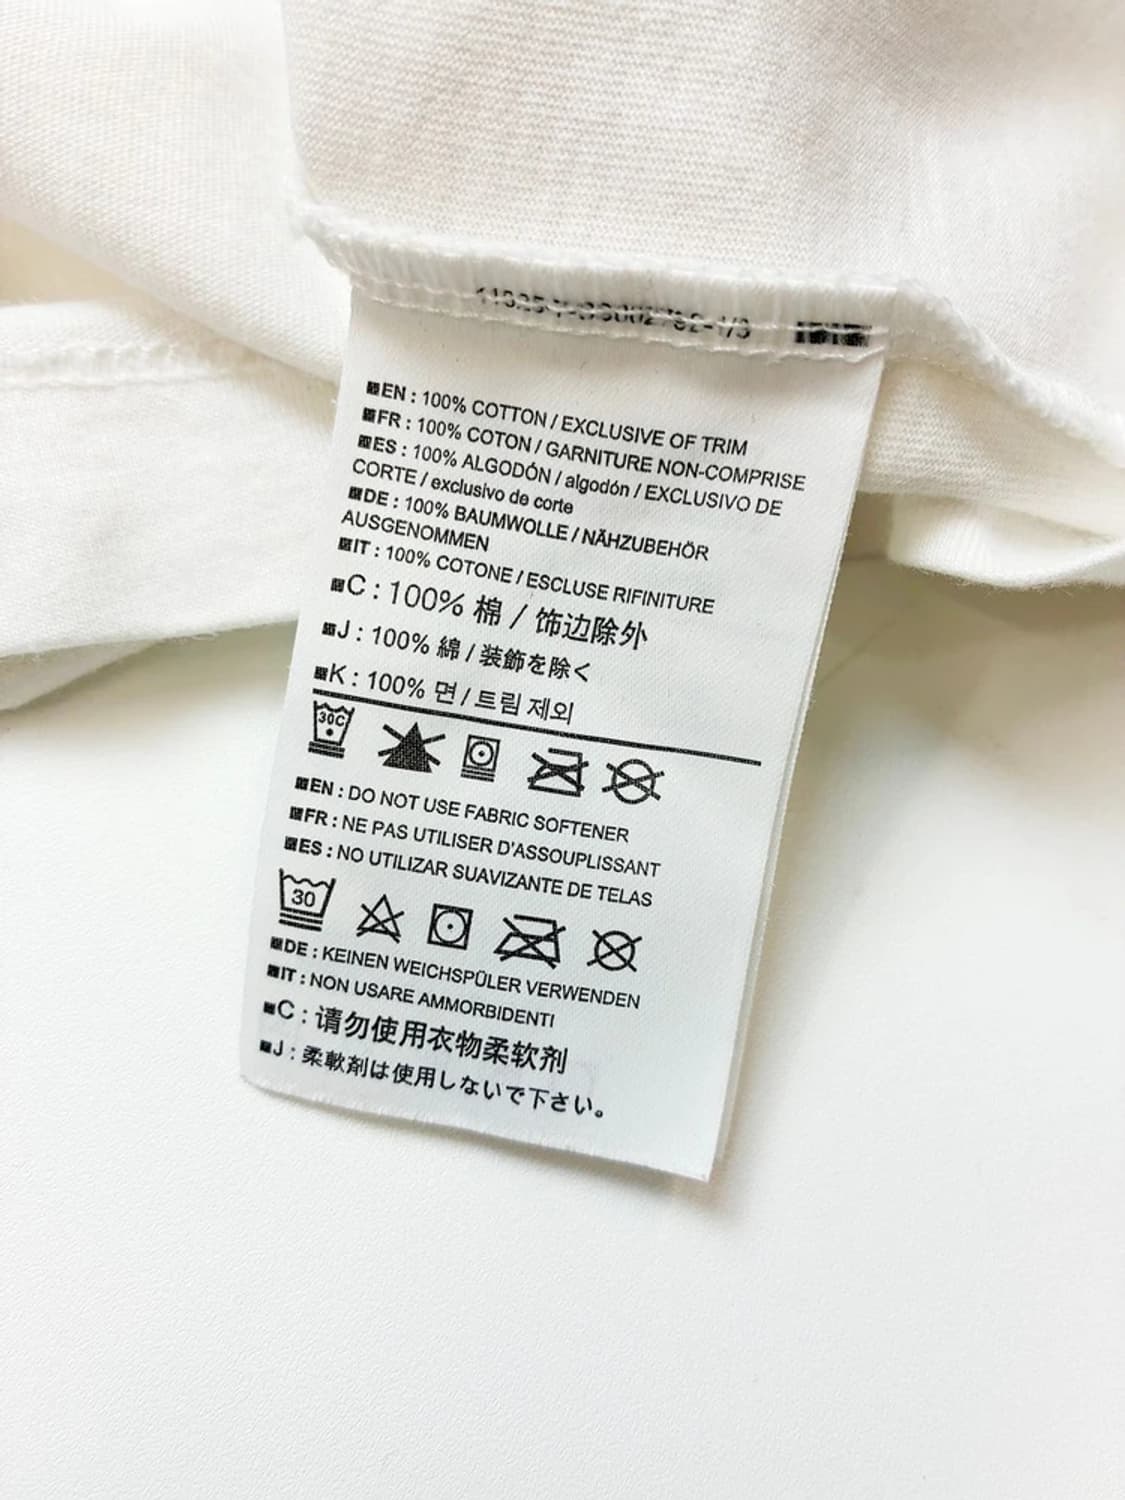 EN : 100% COTTON / EXCLUSIVE OF TRIM
FR : 100% COTON / GARNITURE NON-COMPRISE
ES : 100% ALGODÓN / algodón / EXCLUSIVO DE
CORTE / exclusivo de corte
DE : 100% BAUMWOLLE / NÄHZUBEHÖR
AUSGENOMMEN
IT : 100% COTONE / ESCLUSE RIFINITURE
C : 100% 棉 / 饰边除外
J : 100% 綿 / 装飾を除く
K : 100% 면 / 트림 제외
30C
EN : DO NOT USE FABRIC SOFTENER
FR : NE PAS UTILISER D'ASSOUPLISSANT
ES : NO UTILIZAR SUAVIZANTE DE TELAS
30
DE : KEINEN WEICHSPÜLER VERWENDEN
IT : NON USARE AMMORBIDENTI
C : 请勿使用衣物柔软剂
J : 柔軟剤は使用しないで下さい。